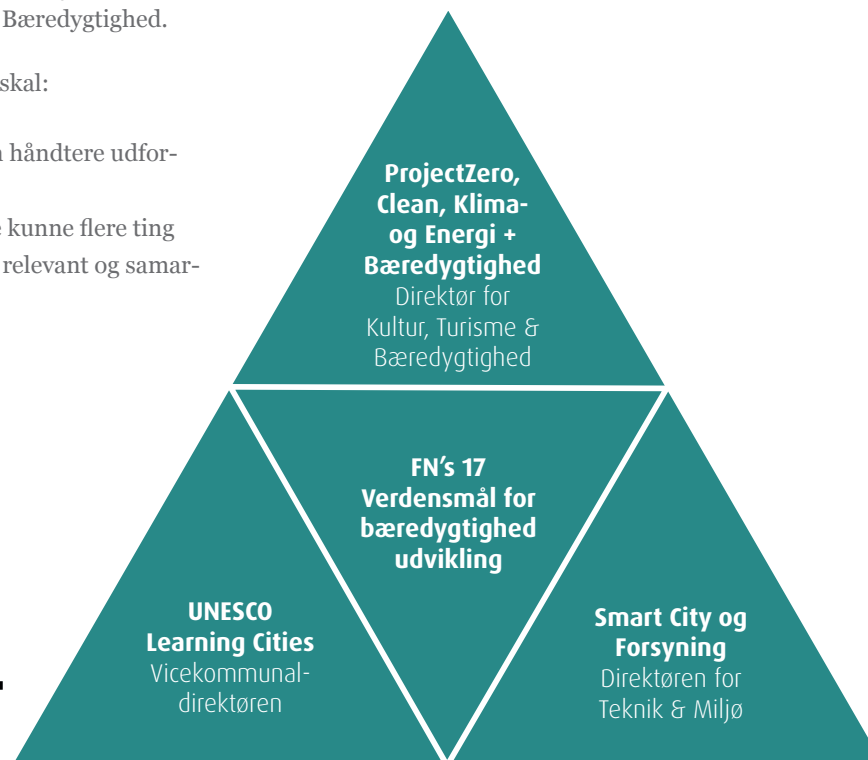 Bæredygtighed.
skal:
håndtere udfor-
kunne flere ting
relevant og samar-
ProjectZero,
Clean, Klima-
og Energi +
Bæredygtighed
Direktør for
Kultur, Turisme &
Bæredygtighed
FN's 17
Verdensmål for
bæredygtighed
udvikling
UNESCO
Learning Cities
Vicekommunal-
direktøren
Smart City og
Forsyning
Direktøren for
Teknik & Miljø